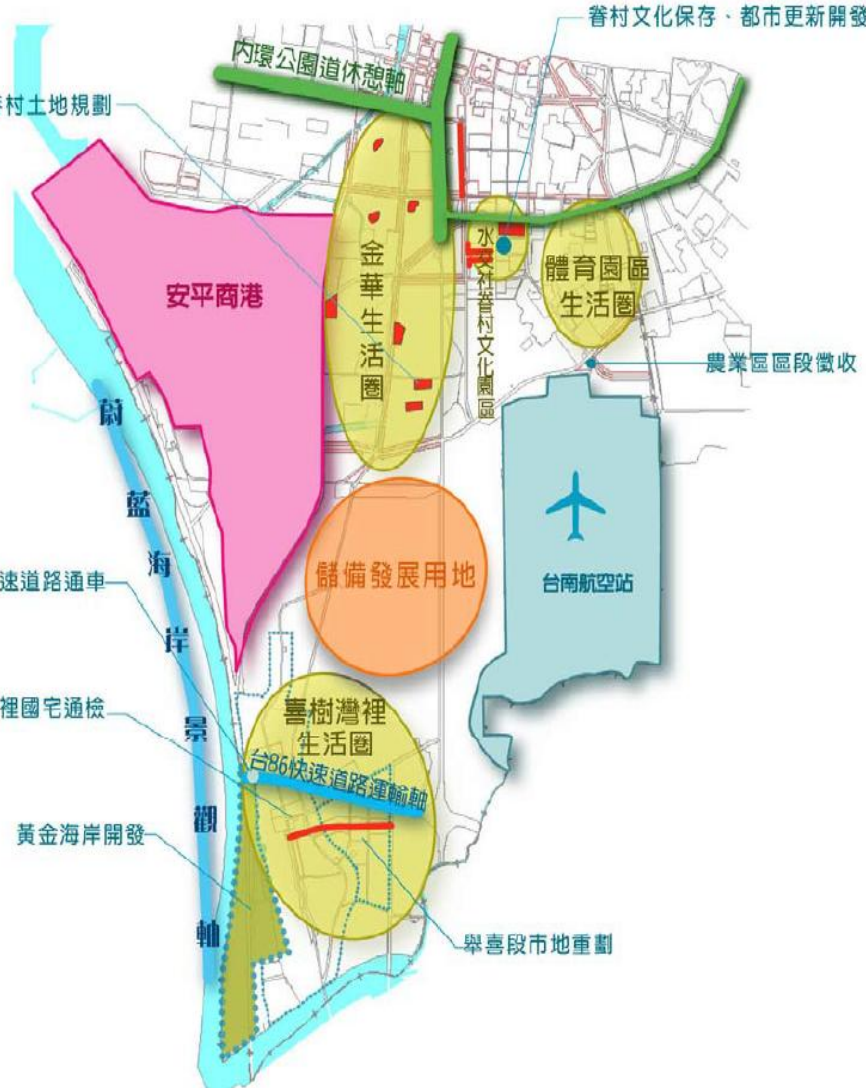 眷村文化保存、都市更新開發
內環公園道休憩軸
村土地規劃
安平商港
金華生活圈
水交社眷村文化園區
體育園區
生活圈
農業區區段徵收
蔚藍海岸景觀軸
儲備發展用地
台南航空站
速道路通車
裡國宅通檢
喜樹灣裡
生活圈
台86快速道路運輸軸
黃金海岸開發
舉喜段市地重劃